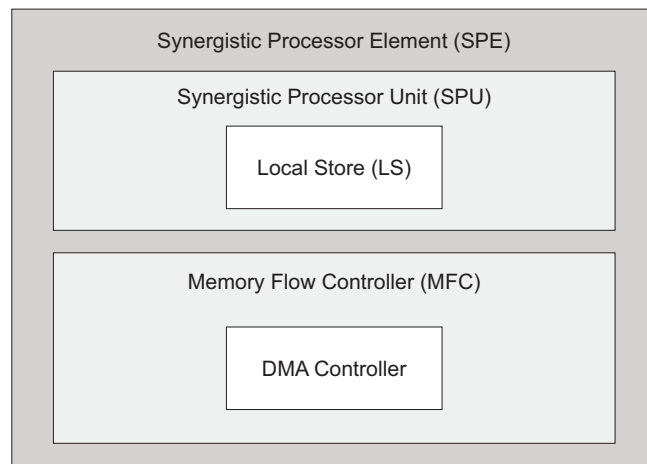 Synergistic Processor Element (SPE)
Synergistic Processor Unit (SPU)
Local Store (LS)
Memory Flow Controller (MFC)
DMA Controller